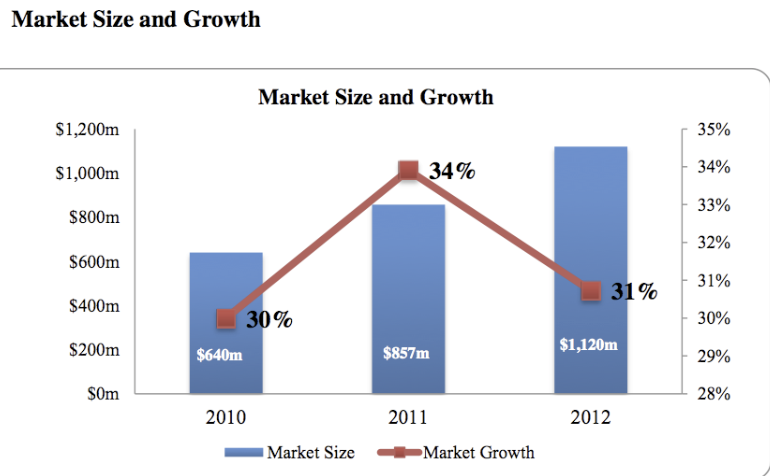 Market Size and Growth
Market Size and Growth
$1,200m
$1,000m
$800m
$600m
$400m
$200m
$0m
35%
34%
33%
32%
31%
30%
29%
28%
30%
34%
31%
$640m
$857m
$1,120m
2010 2011 2012
Market Size Market Growth